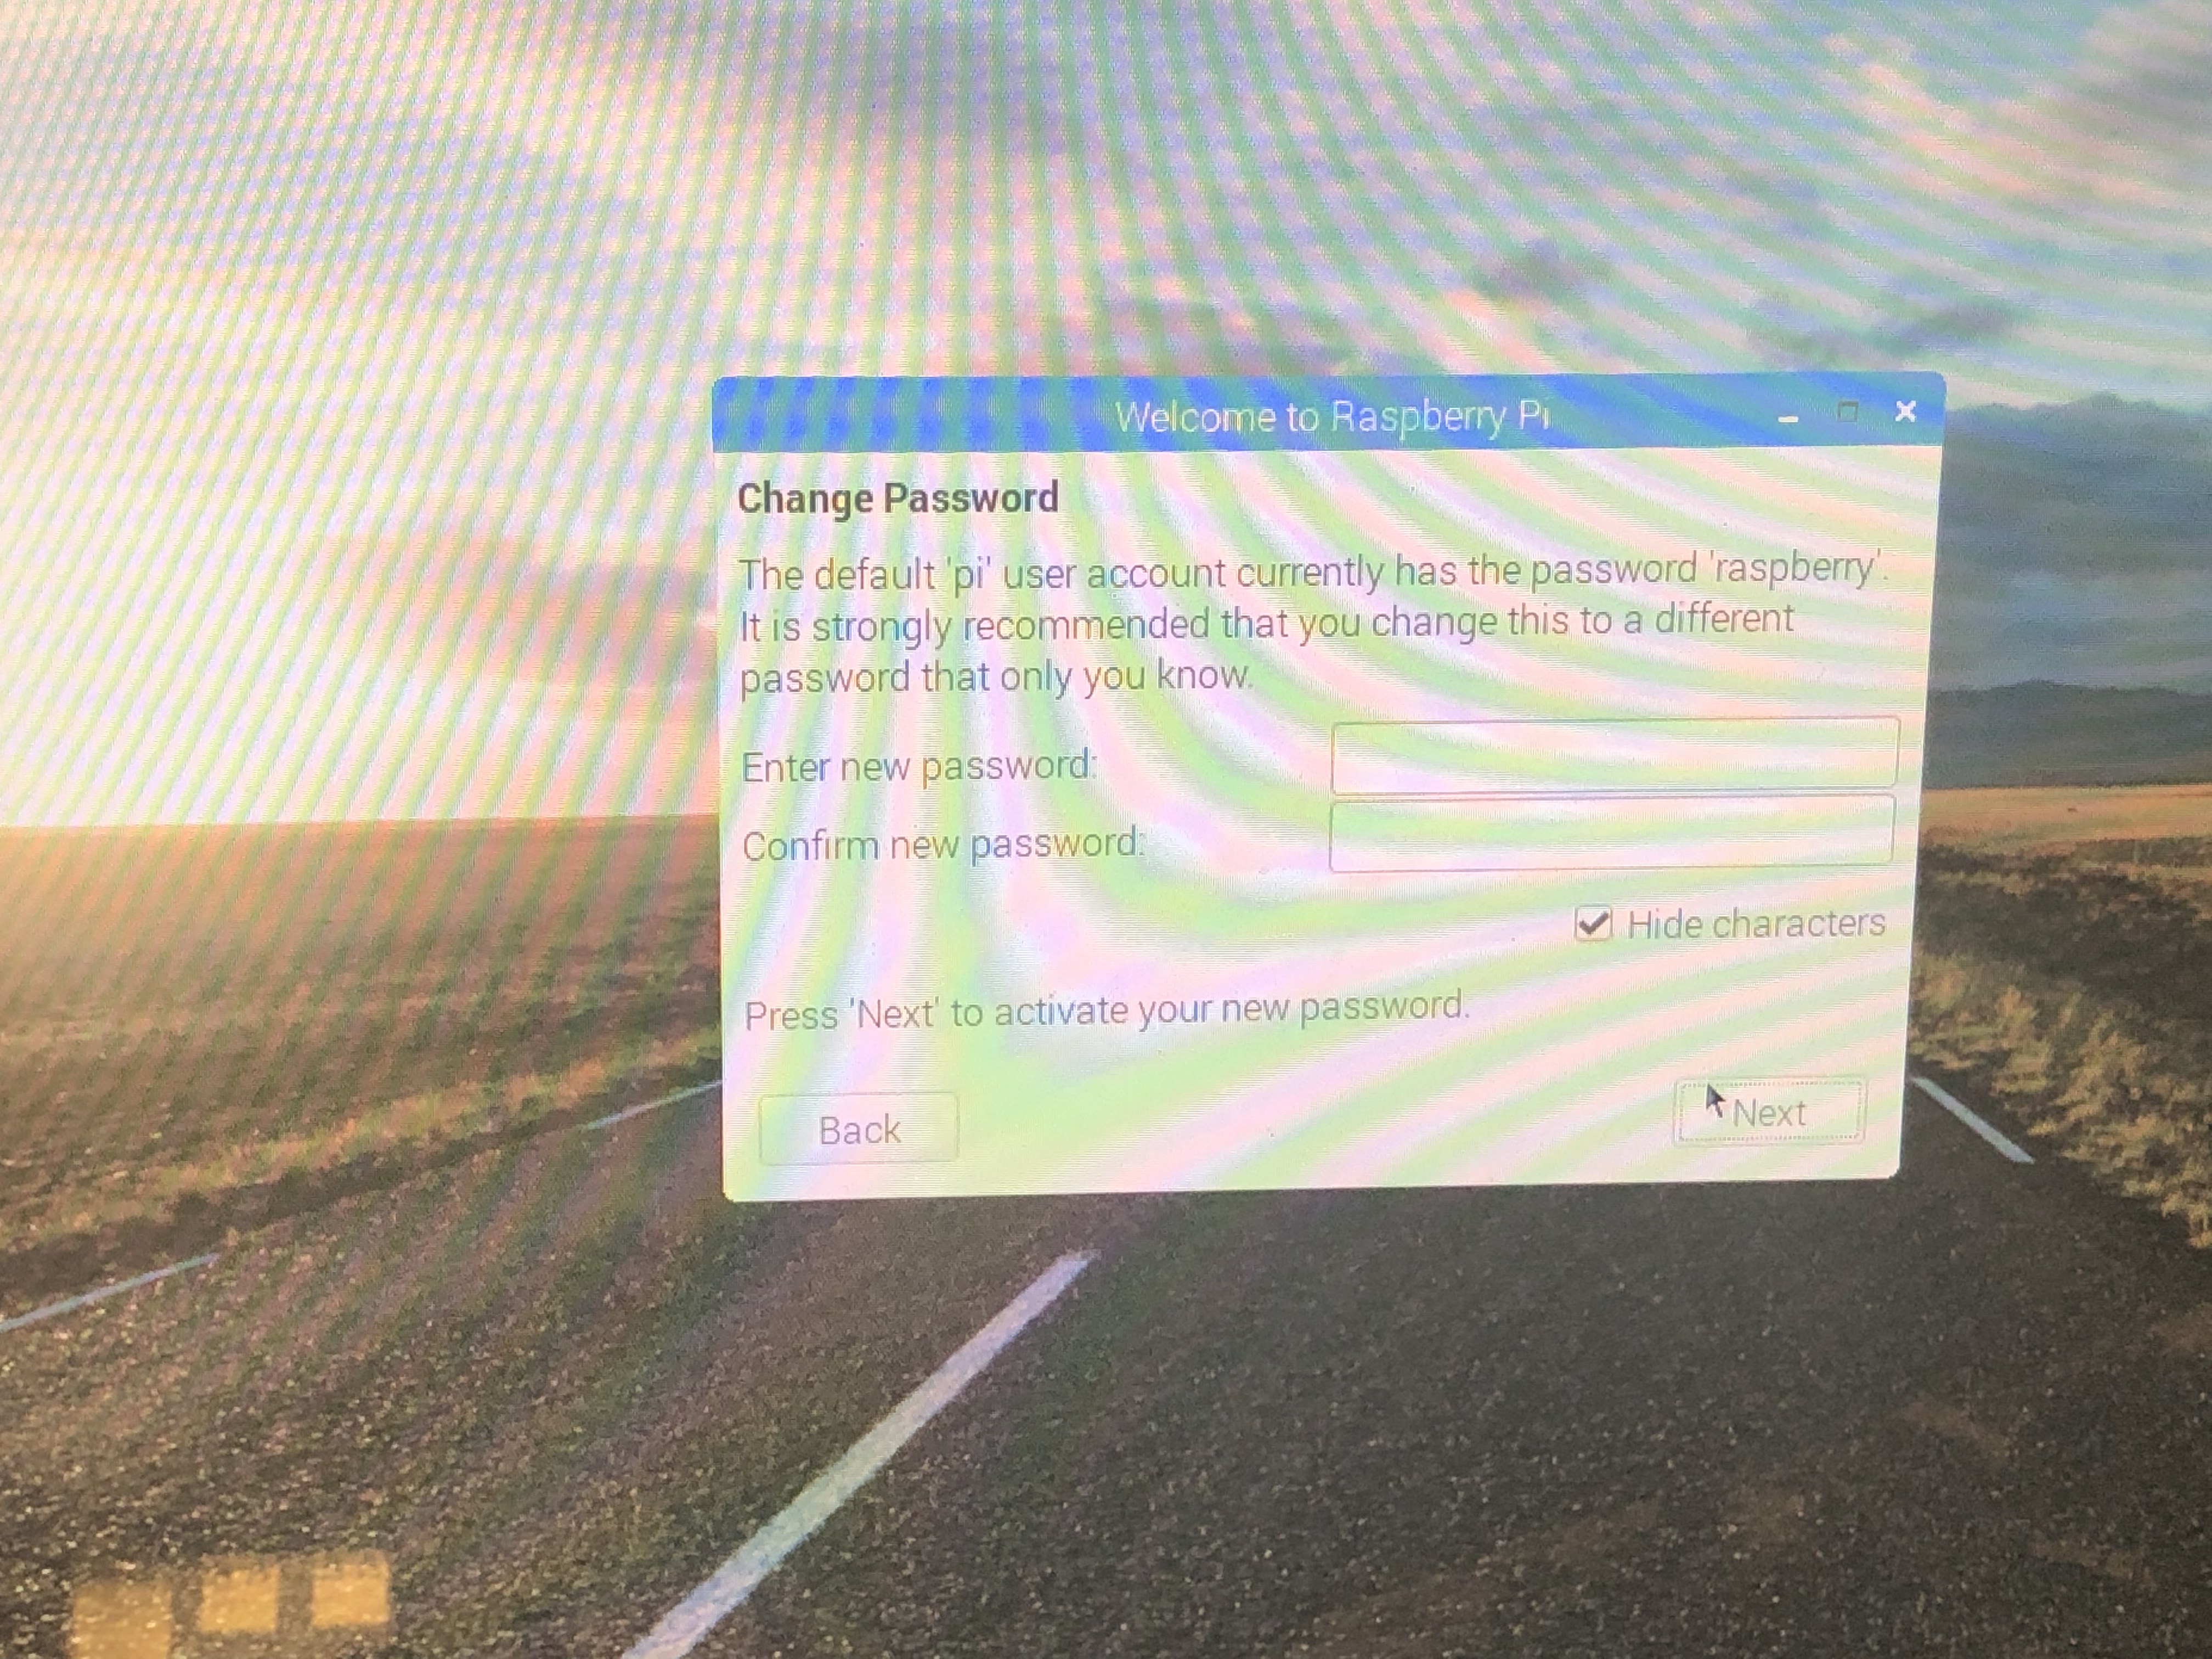 Welcome to Raspberry Pi
Change Password
The default 'pi' user account currently has the password 'raspberry'.
It is strongly recommended that you change this to a different
password that only you know.
Enter new password:
Confirm new password:
Hide characters
Press 'Next' to activate your new password.
Back
Next